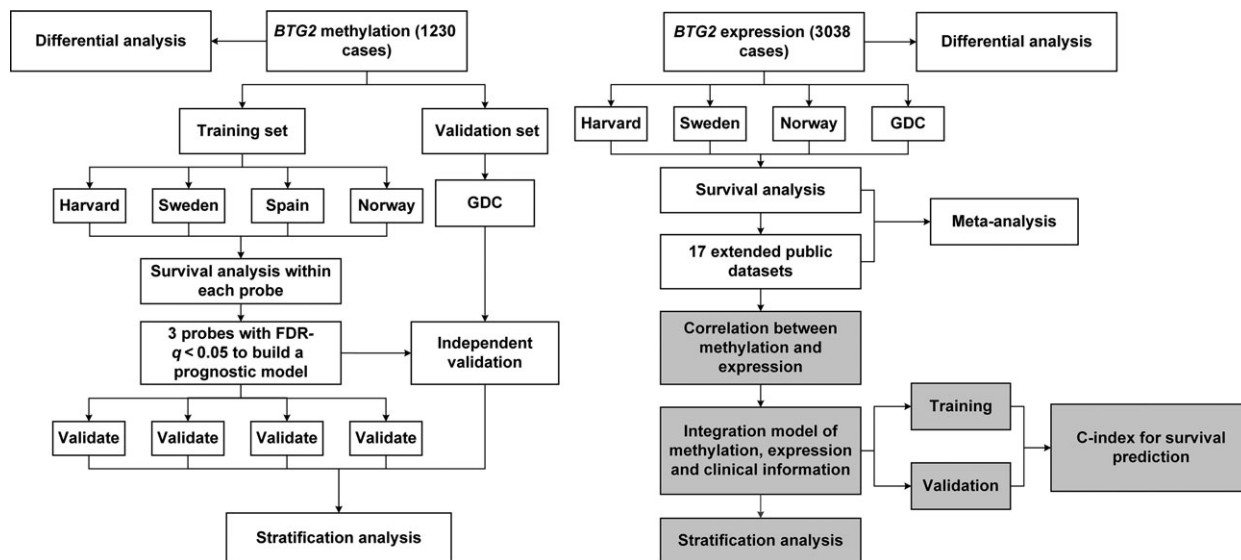 Differential analysis
BTG2 methylation (1230
cases)
Training set
Validation set
Harvard
Sweden
Spain
Norway
GDC
Survival analysis within
each probe
3 probes with FDR-
q < 0.05 to build a
prognostic model
Independent
validation
Validate
Validate
Validate
Validate
Stratification analysis
BTG2 expression (3038
cases)
Differential analysis
Harvard
Sweden
Norway
GDC
Survival analysis
Meta-analysis
17 extended public
datasets
Correlation between
methylation and
expression
Integration model of
methylation, expression
and clinical information
Training
Validation
C-index for survival
prediction
Stratification analysis